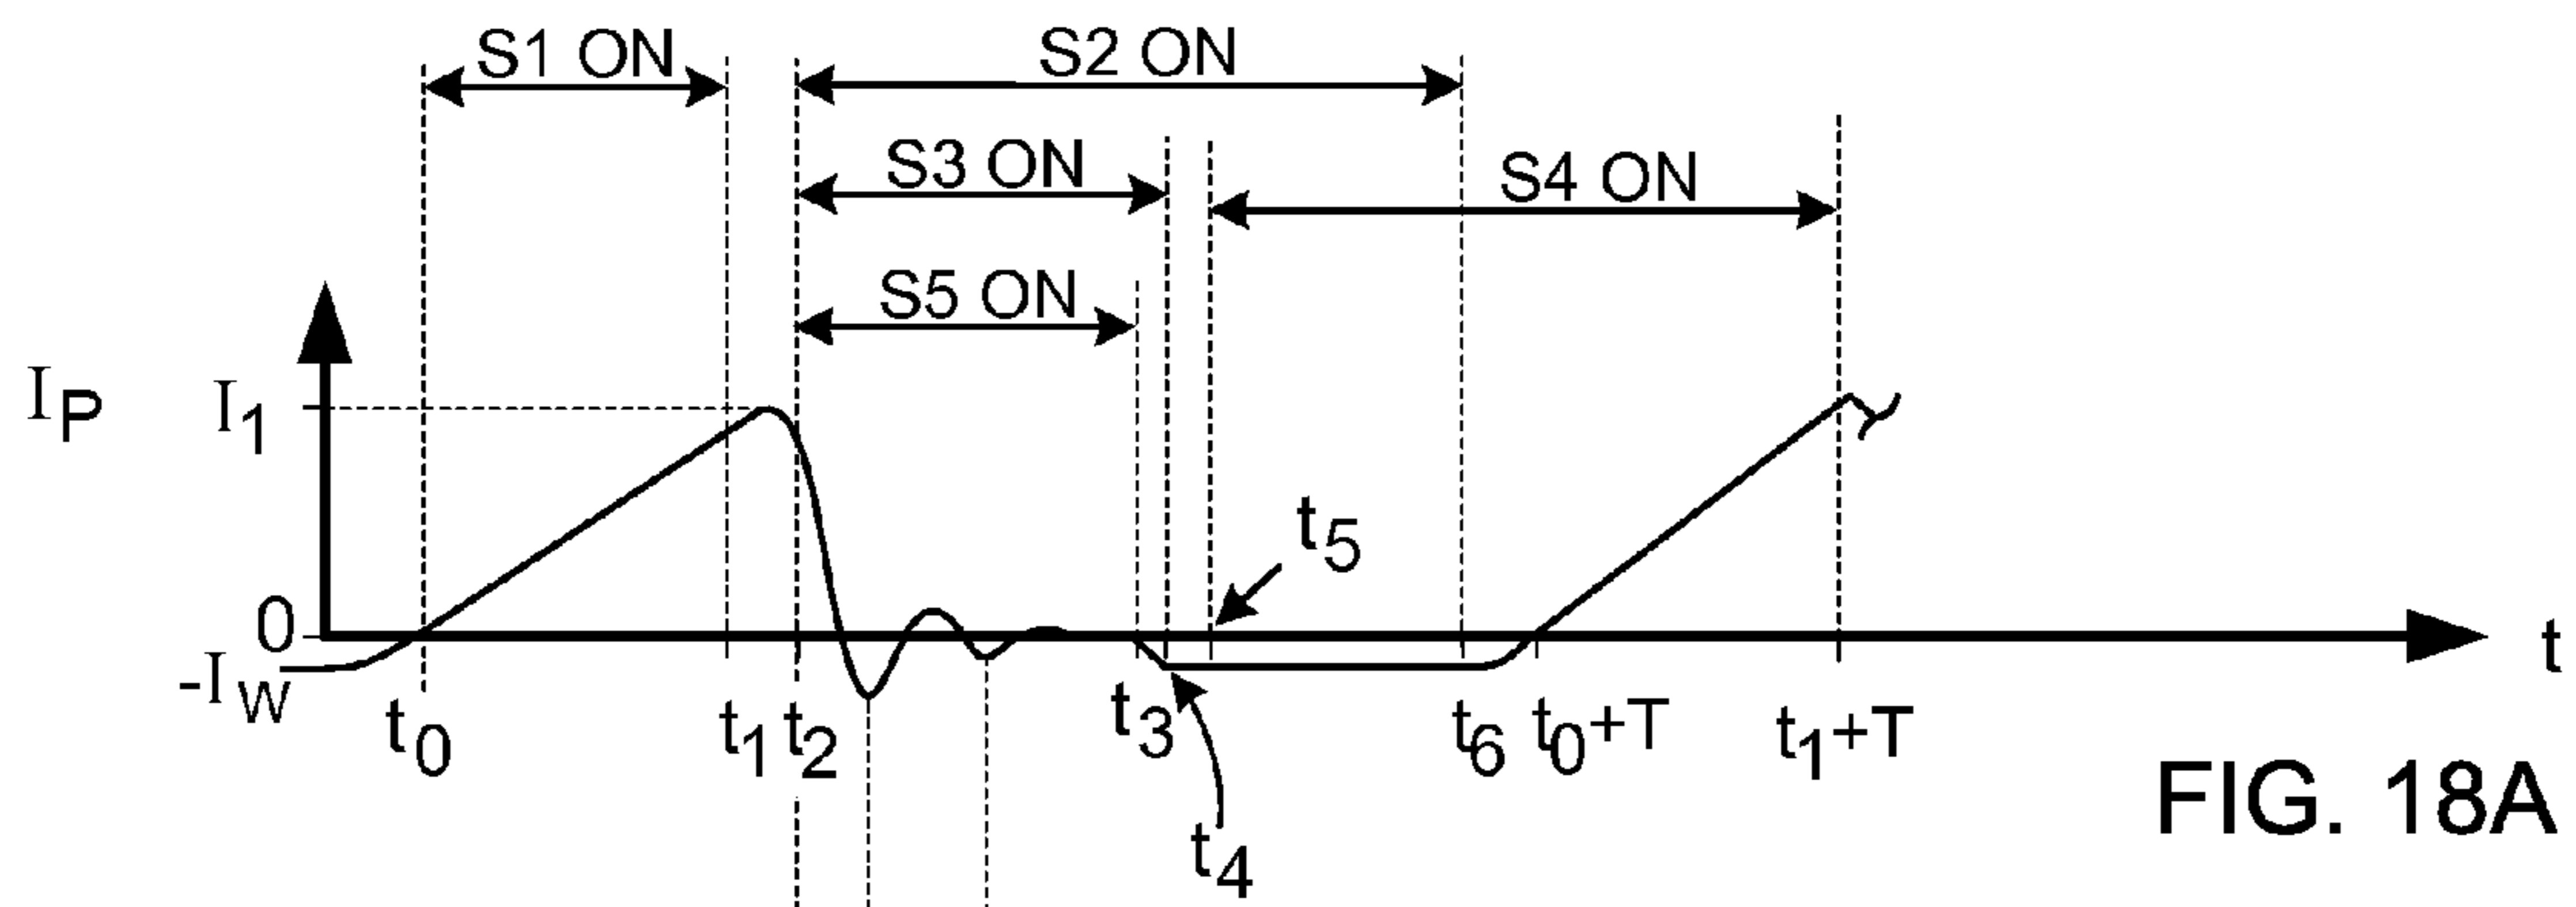 S1 ON
S2 ON
S3 ON
S4 ON
S5 ON
I_P
I_1
t_5
0
-I_W
t
t_0
t_1
t_2
t_3
t_6
t_0+T
t_1+T
t_4
FIG. 18A